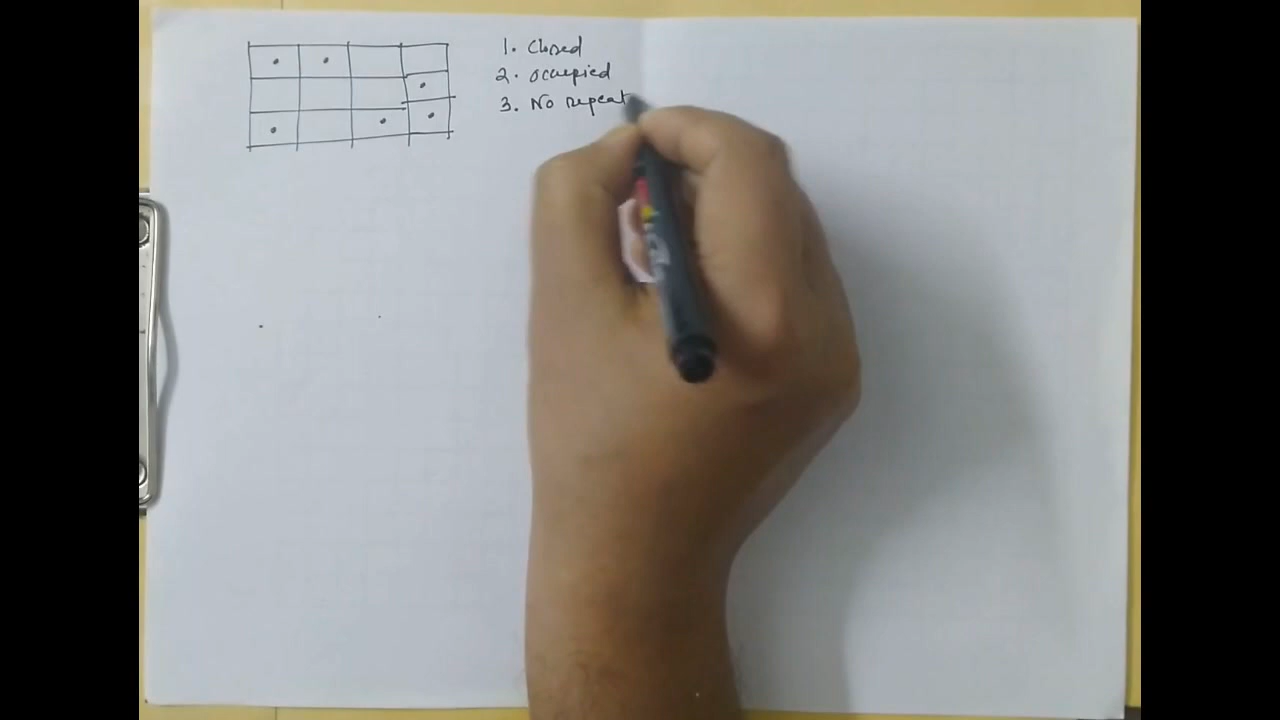 1. Closed
2. occupied
3. No repeat